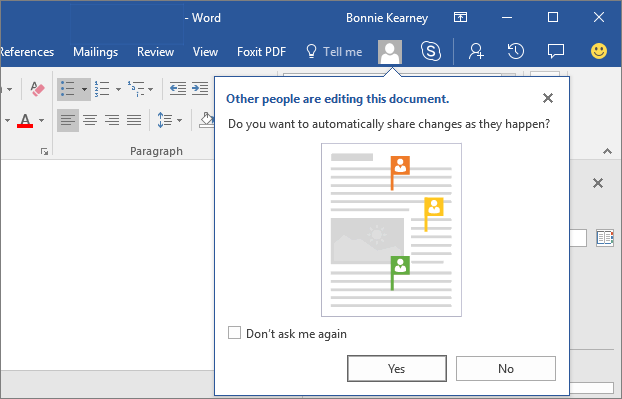 - Word Bonnie Kearney
References Mailings Review View Foxit PDF Tell me
Other people are editing this document.
Do you want to automatically share changes as they happen?
Paragraph
Don't ask me again
Yes No